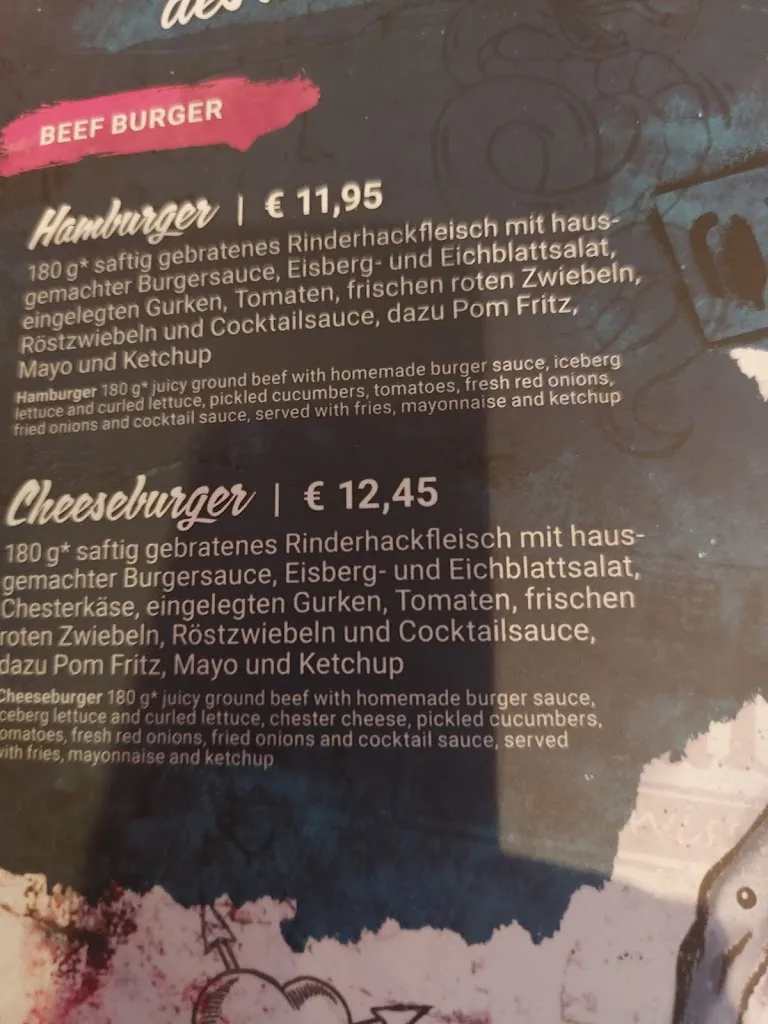 BEEF BURGER
Hamburger | € 11,95
180 g* saftig gebratenes Rinderhackfleisch mit haus-
gemachter Burgersauce, Eisberg- und Eichblattsalat,
eingelegten Gurken, Tomaten, frischen roten Zwiebeln,
Röstzwiebeln und Cocktailsauce, dazu Pom Fritz,
Mayo und Ketchup
Hamburger 180 g* juicy ground beef with homemade burger sauce, iceberg
lettuce and curled lettuce, pickled cucumbers, tomatoes, fresh red onions,
fried onions and cocktail sauce, served with fries, mayonnaise and ketchup
Cheeseburger | € 12,45
180 g* saftig gebratenes Rinderhackfleisch mit haus-
gemachter Burgersauce, Eisberg- und Eichblattsalat,
Chesterkäse, eingelegten Gurken, Tomaten, frischen
roten Zwiebeln, Röstzwiebeln und Cocktailsauce,
dazu Pom Fritz, Mayo und Ketchup
Cheeseburger 180 g* juicy ground beef with homemade burger sauce,
ceberg lettuce and curled lettuce, chester cheese, pickled cucumbers,
omatoes, fresh red onions, fried onions and cocktail sauce, served
with fries, mayonnaise and ketchup